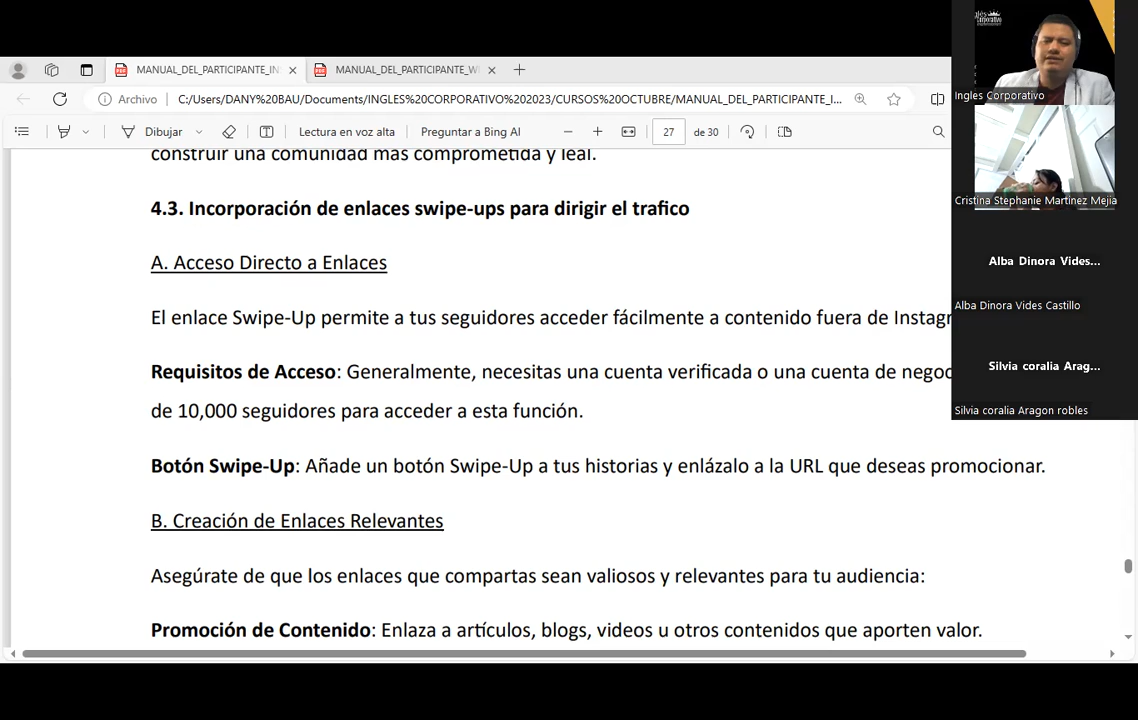 MANUAL_DEL_PARTICIPANTE_IN
MANUAL_DEL_PARTICIPANTE_W
Archivo
C:/Users/DANY%20BAU/Documents/INGLES%20CORPORATIVO%202023/CURSOS%20OCTUBRE/MANUAL_DEL_PARTICIPANTE_I...
Dibujar
Lectura en voz alta
Preguntar a Bing AI
27
de 30
construir una comunidad más comprometida y leal.
4.3. Incorporación de enlaces swipe-ups para dirigir el trafico
A. Acceso Directo a Enlaces
El enlace Swipe-Up permite a tus seguidores acceder fácilmente a contenido fuera de Instagr
Requisitos de Acceso: Generalmente, necesitas una cuenta verificada o una cuenta de negoc
de 10,000 seguidores para acceder a esta función.
Botón Swipe-Up: Añade un botón Swipe-Up a tus historias y enlázalo a la URL que deseas promocionar.
B. Creación de Enlaces Relevantes
Asegúrate de que los enlaces que compartas sean valiosos y relevantes para tu audiencia:
Promoción de Contenido: Enlaza a artículos, blogs, videos u otros contenidos que aporten valor.
Ingles Corporativo
Cristina Stephanie Martinez Mejia
Alba Dinora Vides...
Alba Dinora Vides Castillo
Silvia coralia Arag...
Silvia coralia Aragon robles